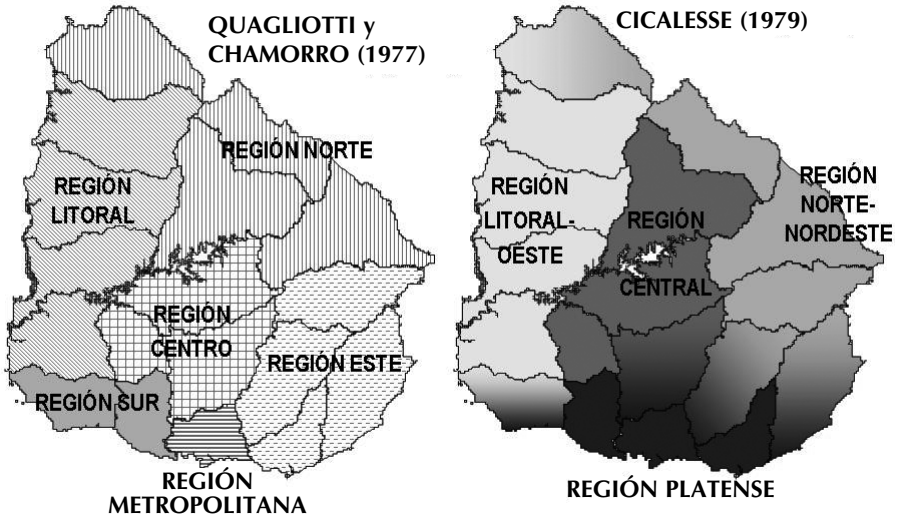 QUAGLIOTTI y
CHAMORRO (1977)
REGIÓN NORTE
REGIÓN
LITORAL
REGIÓN
CENTRO
REGIÓN ESTE
REGIÓN SUR
REGIÓN
METROPOLITANA
CICALESSE (1979)
REGIÓN
NORTE-
NORDESTE
REGIÓN
LITORAL-
OESTE
REGIÓN
CENTRAL
REGIÓN PLATENSE